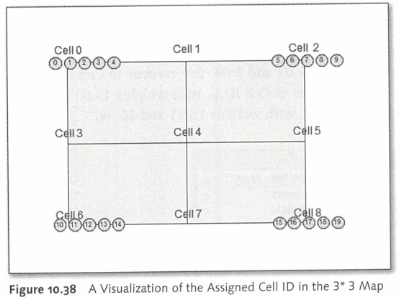 Cell 0 Cell 1 Cell 2
0 1 2 3 4 5 6 7 8 9
Cell 3 Cell 4 Cell 5
Cell 6 Cell 7 Cell 8
10 11 12 13 14 15 16 17 18 19
Figure 10.38 A Visualization of the Assigned Cell ID in the 3* 3 Map